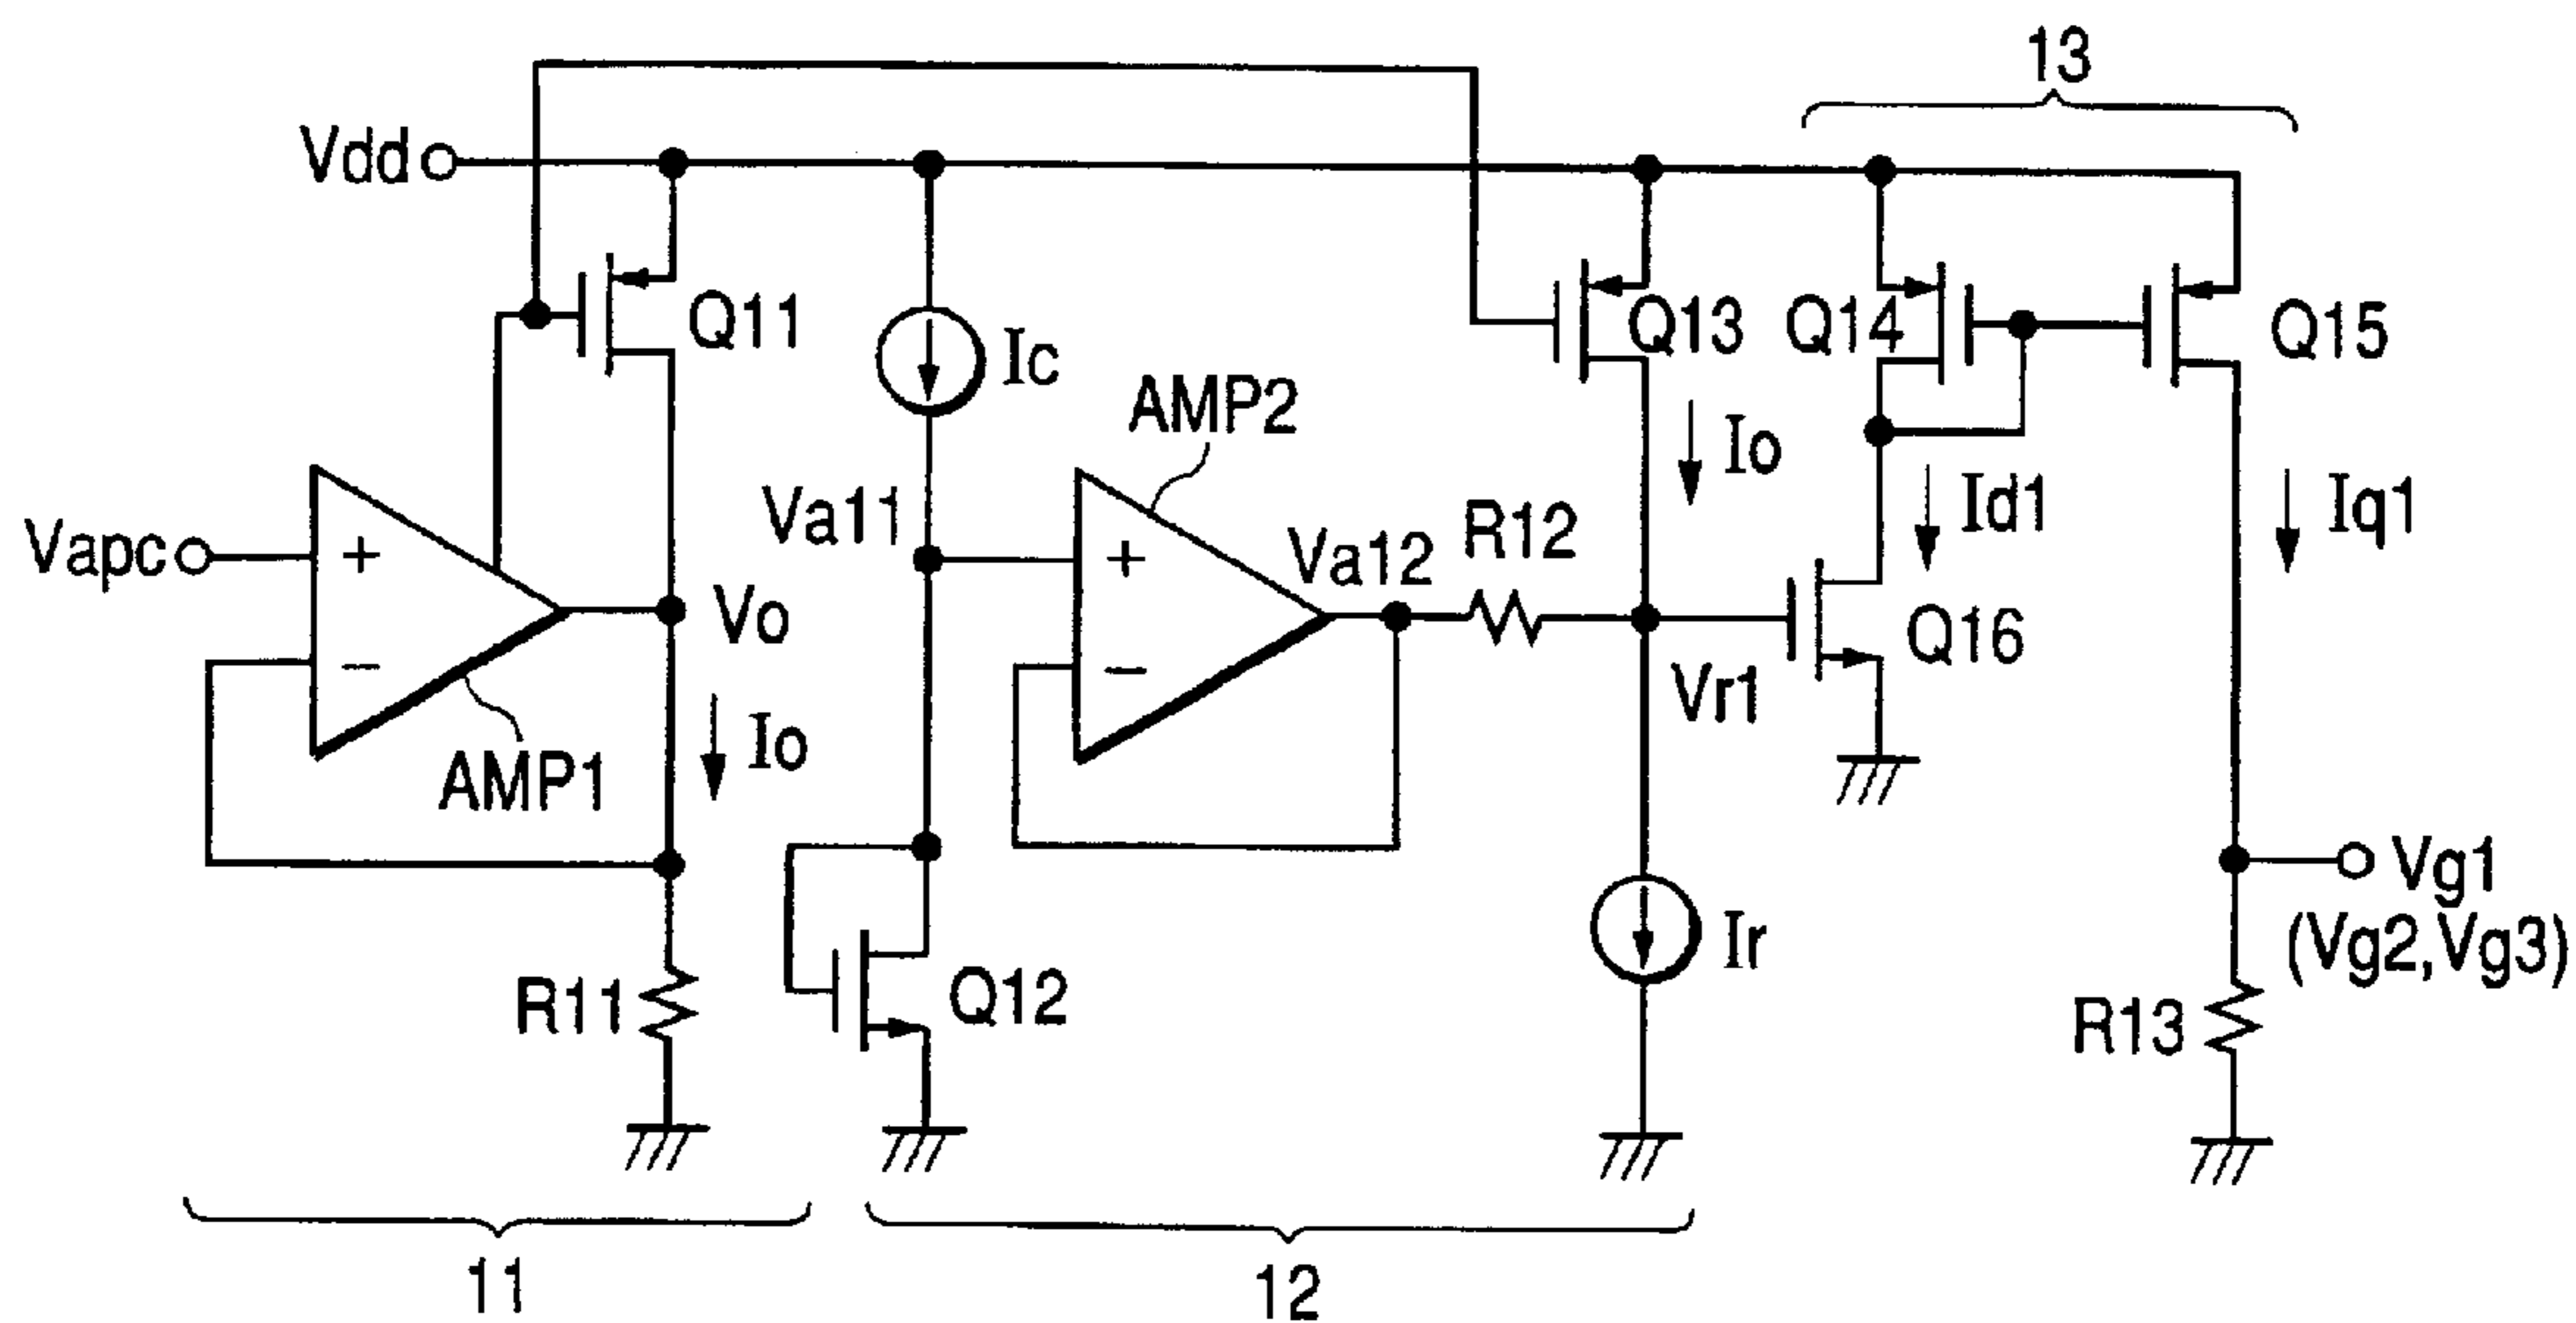 13
Vdd
Q11
Ic
Q13
Q14
Q15
AMP2
Io
Vapc
+
Va11
+
Va12
R12
Id1
Iq1
Vo
−
−
Q16
Vr1
AMP1
Io
Vg1
(Vg2,Vg3)
R11
Q12
Ir
R13
11
12